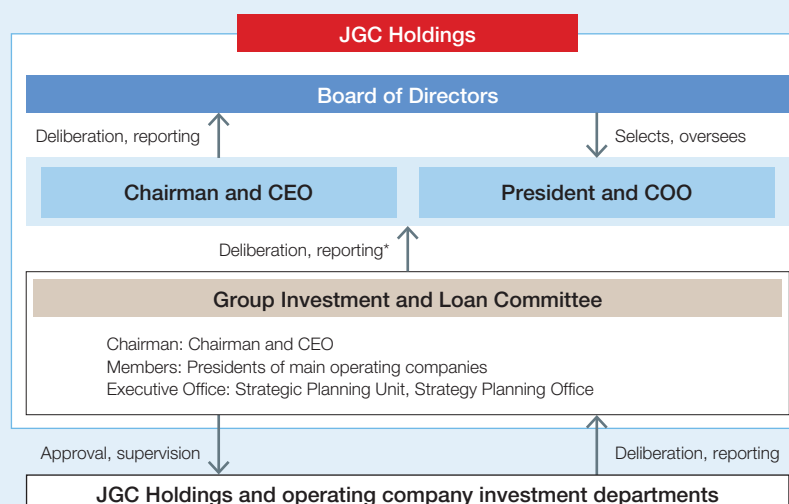 JGC Holdings
Board of Directors
Deliberation, reporting
Selects, oversees
Chairman and CEO
President and COO
Deliberation, reporting*
Group Investment and Loan Committee
Chairman: Chairman and CEO
Members: Presidents of main operating companies
Executive Office: Strategic Planning Unit, Strategy Planning Office
Approval, supervision
Deliberation, reporting
JGC Holdings and operating company investment departments